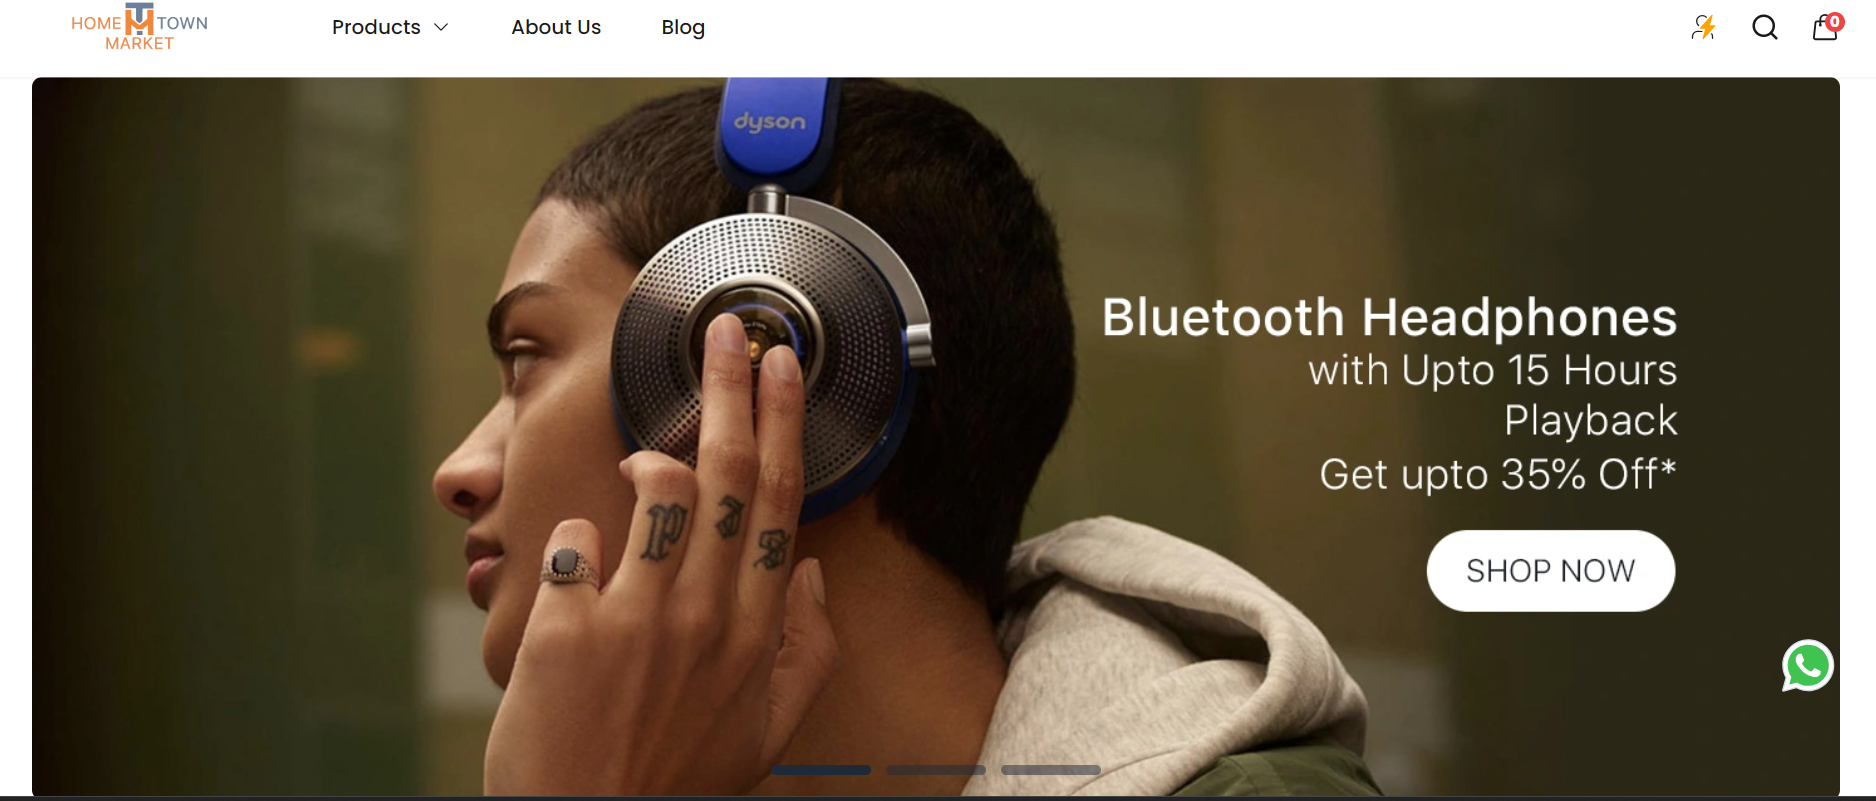 HOME TOWN
MARKET
Products
About Us
Blog
0
dyson
Bluetooth Headphones
with Upto 15 Hours
Playback
Get upto 35% Off*
SHOP NOW